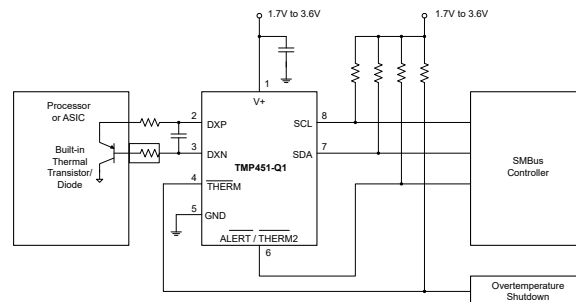 1.7V to 3.6V
1.7V to 3.6V
1
V+
Processor
or ASIC
Built-in
Thermal
Transistor/
Diode
2
DXP
3
DXN
TMP451-Q1
4
THERM
5
GND
ALERT / THERM2
6
SCL
8
SDA
7
SMBus
Controller
Overtemperature
Shutdown